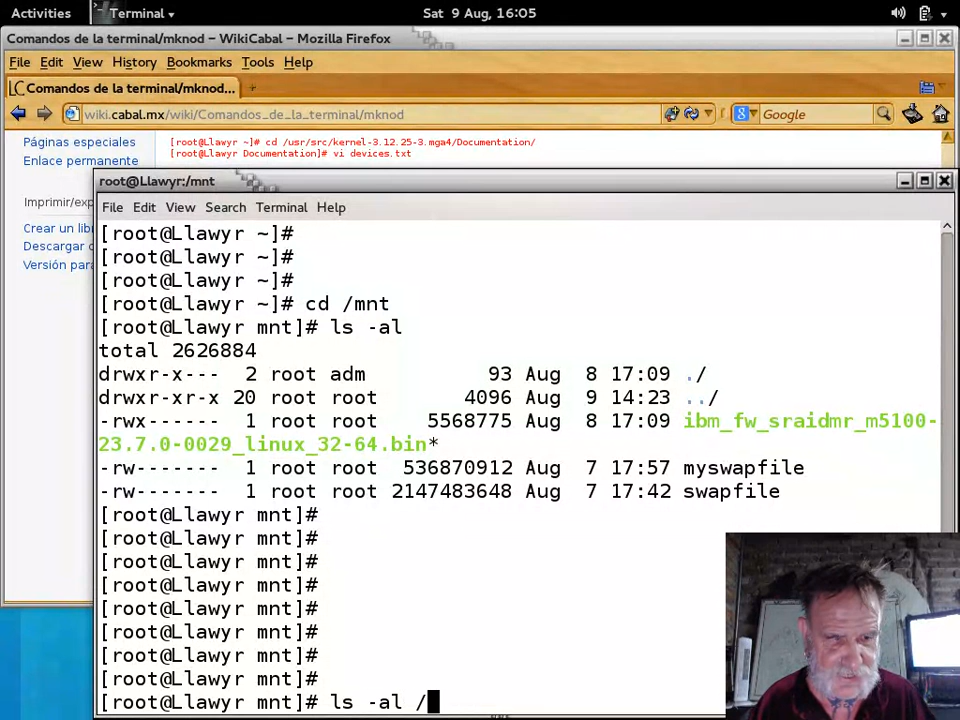 Activities
Terminal
Sat 9 Aug, 16:05
Comandos de la terminal/mknod – WikiCabal – Mozilla Firefox
File Edit View History Bookmarks Tools Help
Comandos de la terminal/mknod...
wiki.cabal.mx/wiki/Comandos_de_la_terminal/mknod
Google
Páginas especiales
Enlace permanente
Imprimir/exp
Crear un lib
Descargar c
Versión para
[root@Llawyr ~]# cd /usr/src/kernel-3.12.25-3.mga4/Documentation/
[root@Llawyr Documentation]# vi devices.txt
root@Llawyr:/mnt
File Edit View Search Terminal Help
[root@Llawyr ~]#
[root@Llawyr ~]#
[root@Llawyr ~]#
[root@Llawyr ~]# cd /mnt
[root@Llawyr mnt]# ls -al
total 2626884
drwxr-x--- 2 root adm 93 Aug 8 17:09 ./
drwxr-xr-x 20 root root 4096 Aug 9 14:23 ../
-rwx------ 1 root root 5568775 Aug 8 17:09 ibm_fw_sraidmr_m5100-
23.7.0-0029_linux_32-64.bin*
-rw------- 1 root root 536870912 Aug 7 17:57 myswapfile
-rw------- 1 root root 2147483648 Aug 7 17:42 swapfile
[root@Llawyr mnt]#
[root@Llawyr mnt]#
[root@Llawyr mnt]#
[root@Llawyr mnt]#
[root@Llawyr mnt]#
[root@Llawyr mnt]#
[root@Llawyr mnt]#
[root@Llawyr mnt]#
[root@Llawyr mnt]# ls -al /